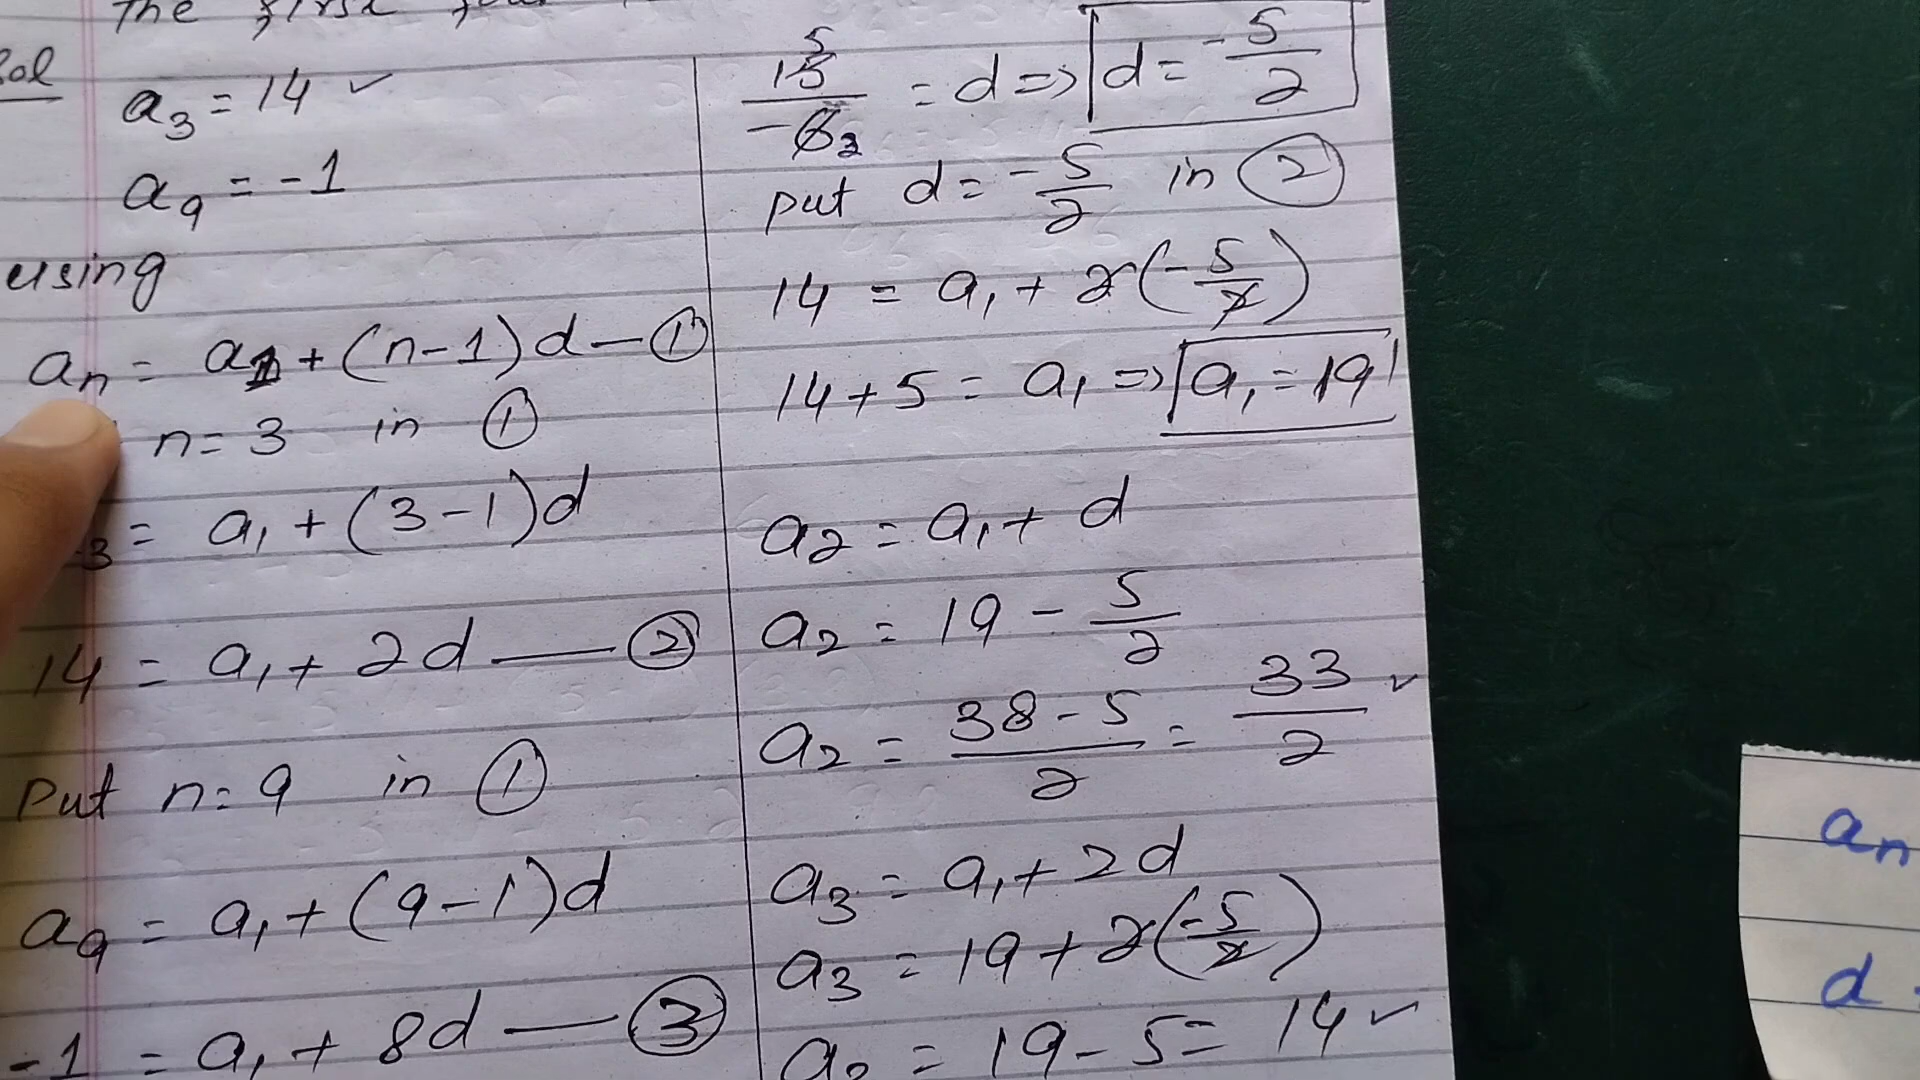 The first
Sol
a₃ = 14 ✓
a₉ = -1
using
aₙ = a₁ + (n-1)d — ①
n = 3 in ①
₃ = a₁ + (3-1)d
14 = a₁ + 2d — ②
Put n = 9 in ①
a₉ = a₁ + (9-1)d
-1 = a₁ + 8d — ③
15/-6 = d ⇒ d = -5/2
put d = -5/2 in ②
14 = a₁ + 2(-5/2)
14 + 5 = a₁ ⇒ a₁ = 19
a₂ = a₁ + d
a₂ = 19 - 5/2
a₂ = (38-5)/2 = 33/2 ✓
a₃ = a₁ + 2d
a₃ = 19 + 2(-5/2)
a₃ = 19 - 5 = 14 ✓
aₙ
d